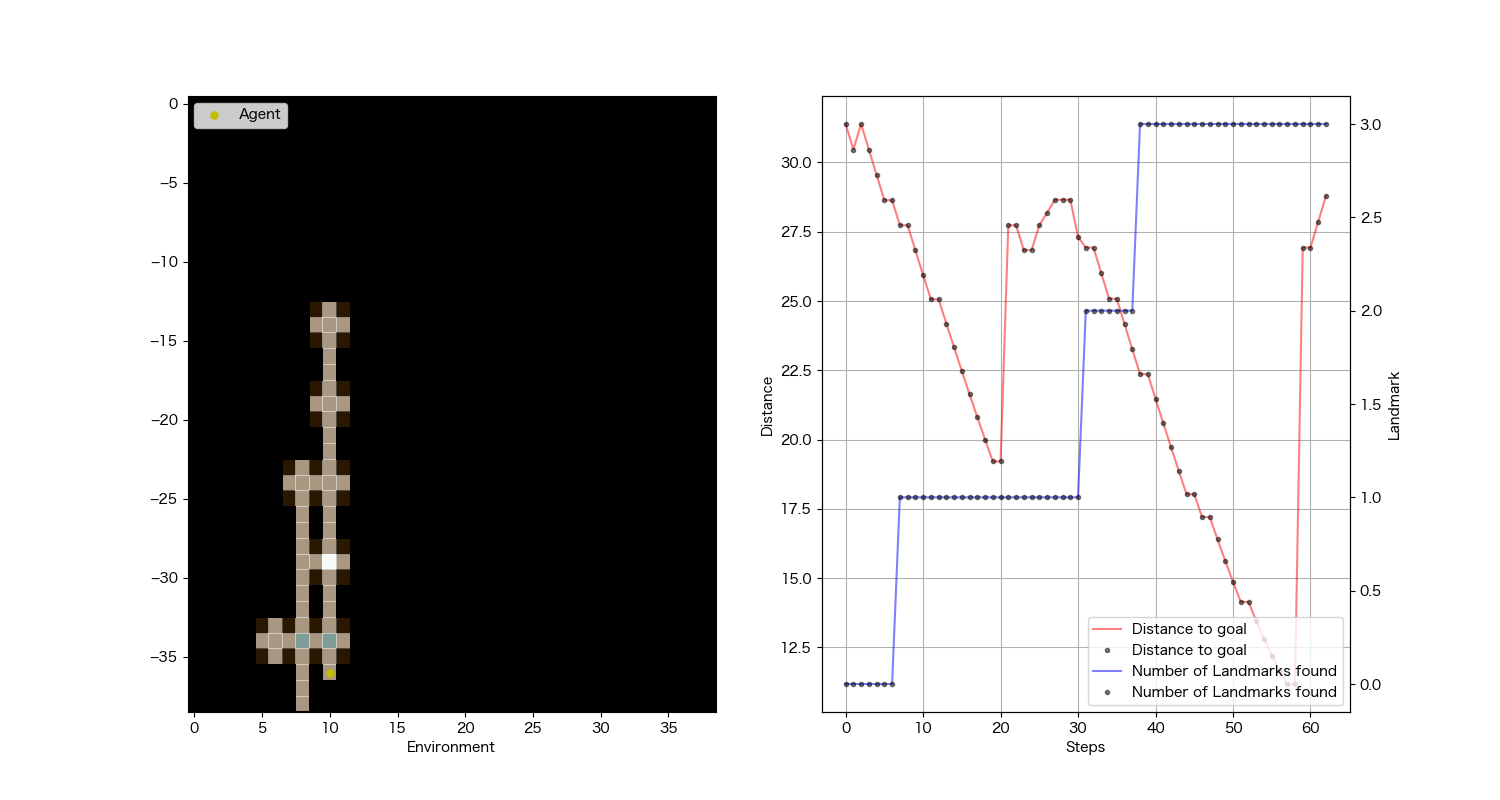 Agent
0
−5
−10
−15
−20
−25
−30
−35
0 5 10 15 20 25 30 35
Environment
Distance
30.0
27.5
25.0
22.5
20.0
17.5
15.0
12.5
0 10 20 30 40 50 60
Steps
3.0
2.5
2.0
1.5
1.0
0.5
0.0
Landmark
Distance to goal
Distance to goal
Number of Landmarks found
Number of Landmarks found